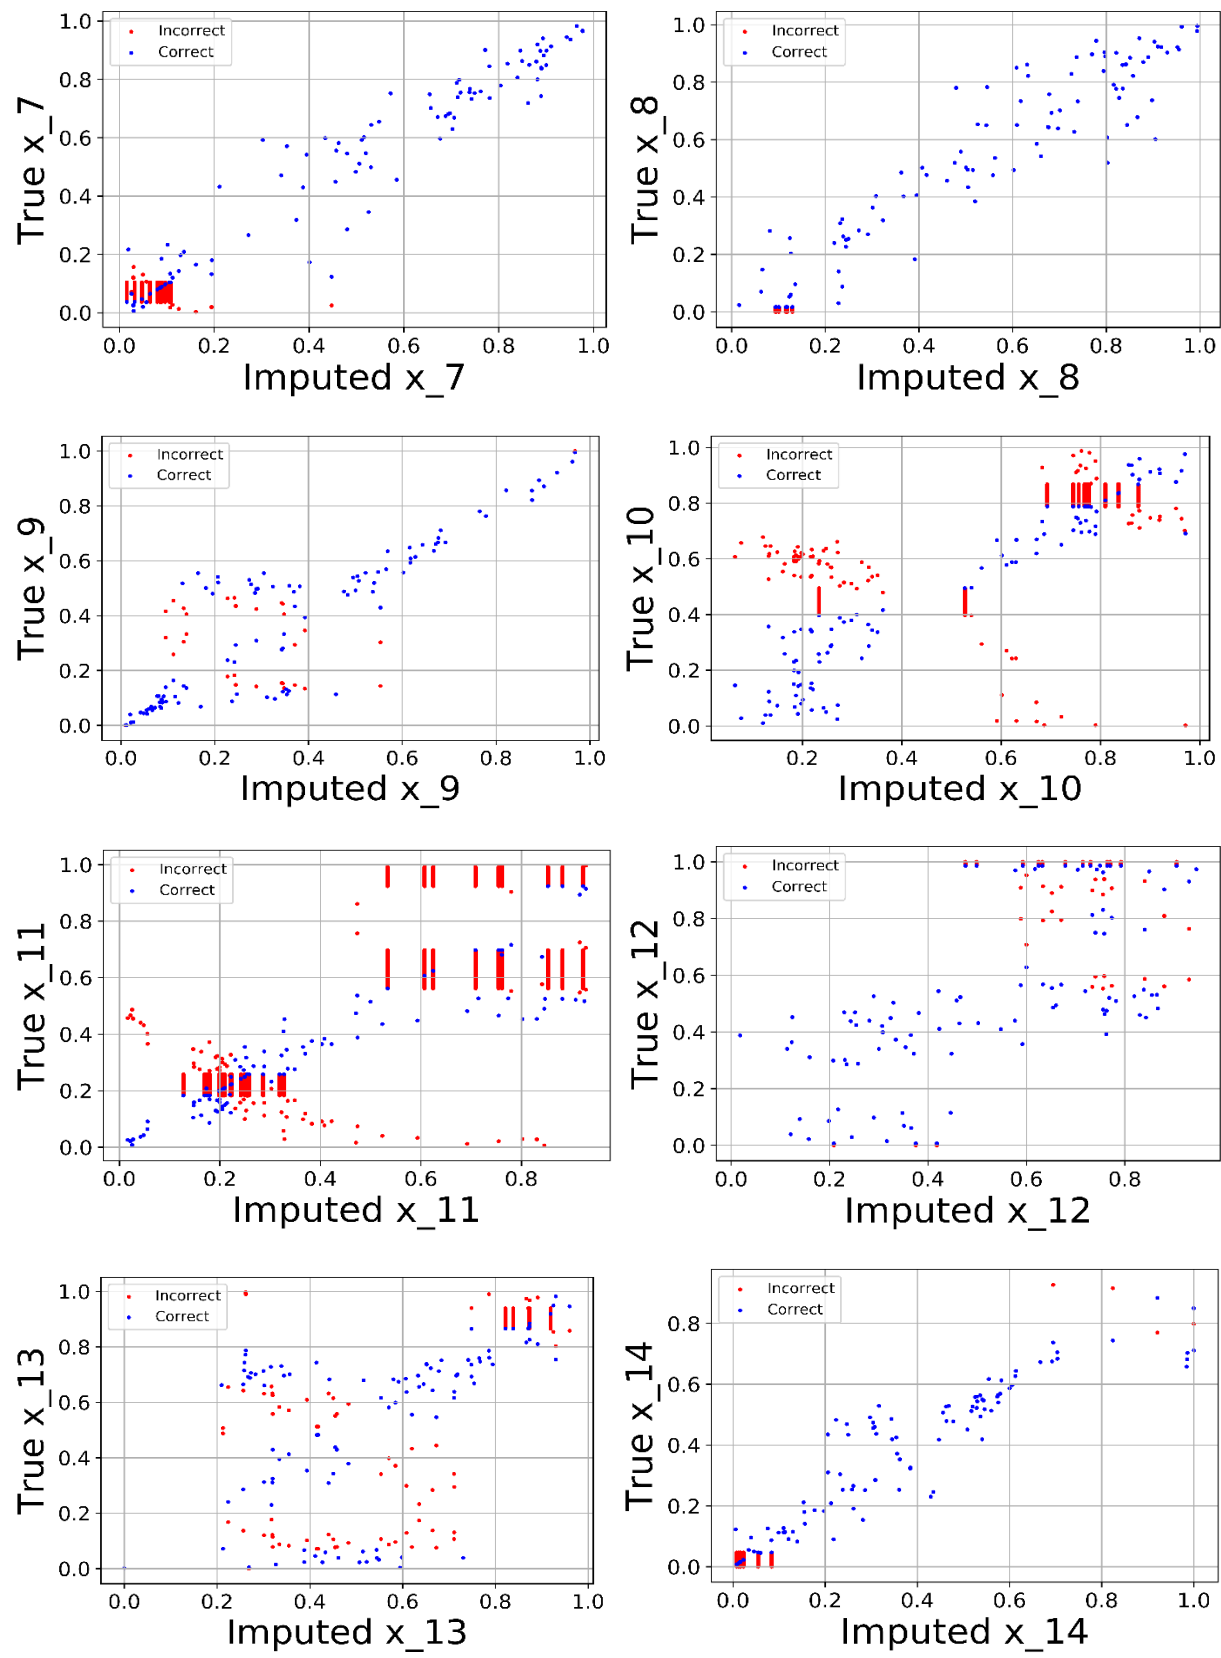 1.0
0.8
0.6
0.4
0.2
0.0
True x_7
Incorrect
Correct
0.0 0.2 0.4 0.6 0.8 1.0
Imputed x_7
1.0
0.8
0.6
0.4
0.2
0.0
True x_8
Incorrect
Correct
0.0 0.2 0.4 0.6 0.8 1.0
Imputed x_8
1.0
0.8
0.6
0.4
0.2
0.0
True x_9
Incorrect
Correct
0.0 0.2 0.4 0.6 0.8 1.0
Imputed x_9
1.0
0.8
0.6
0.4
0.2
0.0
True x_10
Incorrect
Correct
0.2 0.4 0.6 0.8 1.0
Imputed x_10
1.0
0.8
0.6
0.4
0.2
0.0
True x_11
Incorrect
Correct
0.0 0.2 0.4 0.6 0.8
Imputed x_11
1.0
0.8
0.6
0.4
0.2
0.0
True x_12
Incorrect
Correct
0.0 0.2 0.4 0.6 0.8
Imputed x_12
1.0
0.8
0.6
0.4
0.2
0.0
True x_13
Incorrect
Correct
0.0 0.2 0.4 0.6 0.8 1.0
Imputed x_13
0.8
0.6
0.4
0.2
0.0
True x_14
Incorrect
Correct
0.0 0.2 0.4 0.6 0.8 1.0
Imputed x_14